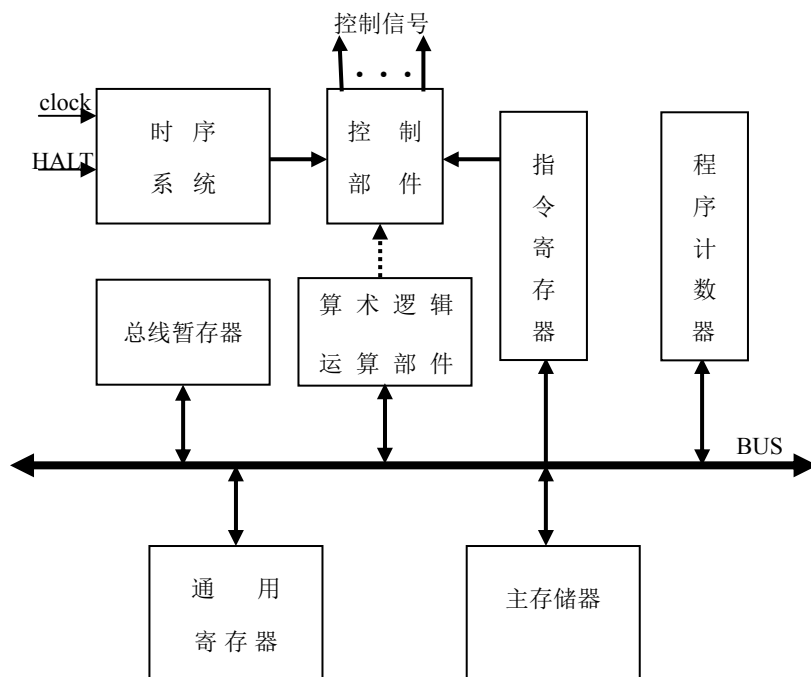 控制信号
· · ·
clock
HALT
时 序
系 统
控 制
部 件
指
令
寄
存
器
程
序
计
数
器
总线暂存器
算 术 逻 辑
运 算 部 件
BUS
通 用
寄 存 器
主存储器